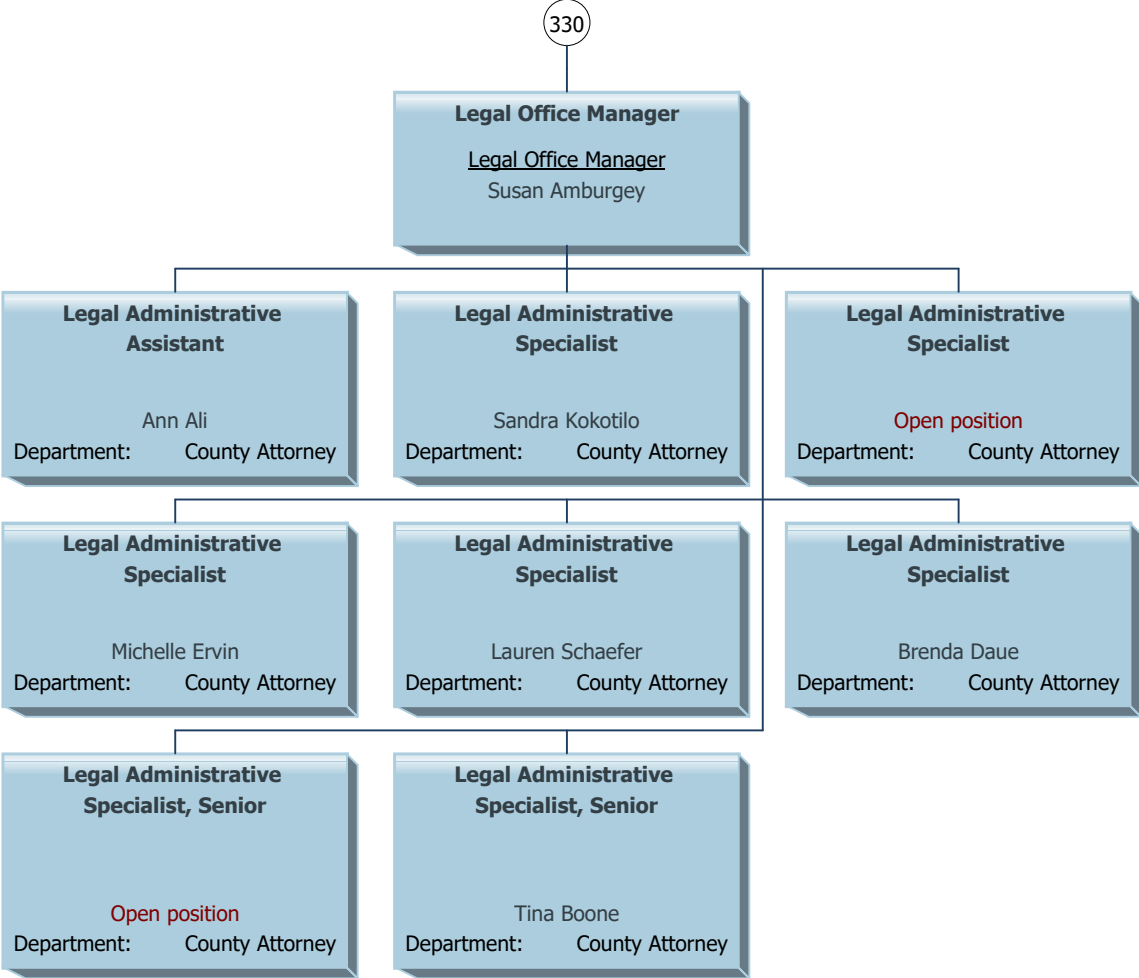 330
Legal Office Manager
Legal Office Manager
Susan Amburgey
Legal Administrative
Assistant
Ann Ali
Department: County Attorney
Legal Administrative
Specialist
Sandra Kokotilo
Department: County Attorney
Legal Administrative
Specialist
Open position
Department: County Attorney
Legal Administrative
Specialist
Michelle Ervin
Department: County Attorney
Legal Administrative
Specialist
Lauren Schaefer
Department: County Attorney
Legal Administrative
Specialist
Brenda Daue
Department: County Attorney
Legal Administrative
Specialist, Senior
Open position
Department: County Attorney
Legal Administrative
Specialist, Senior
Tina Boone
Department: County Attorney